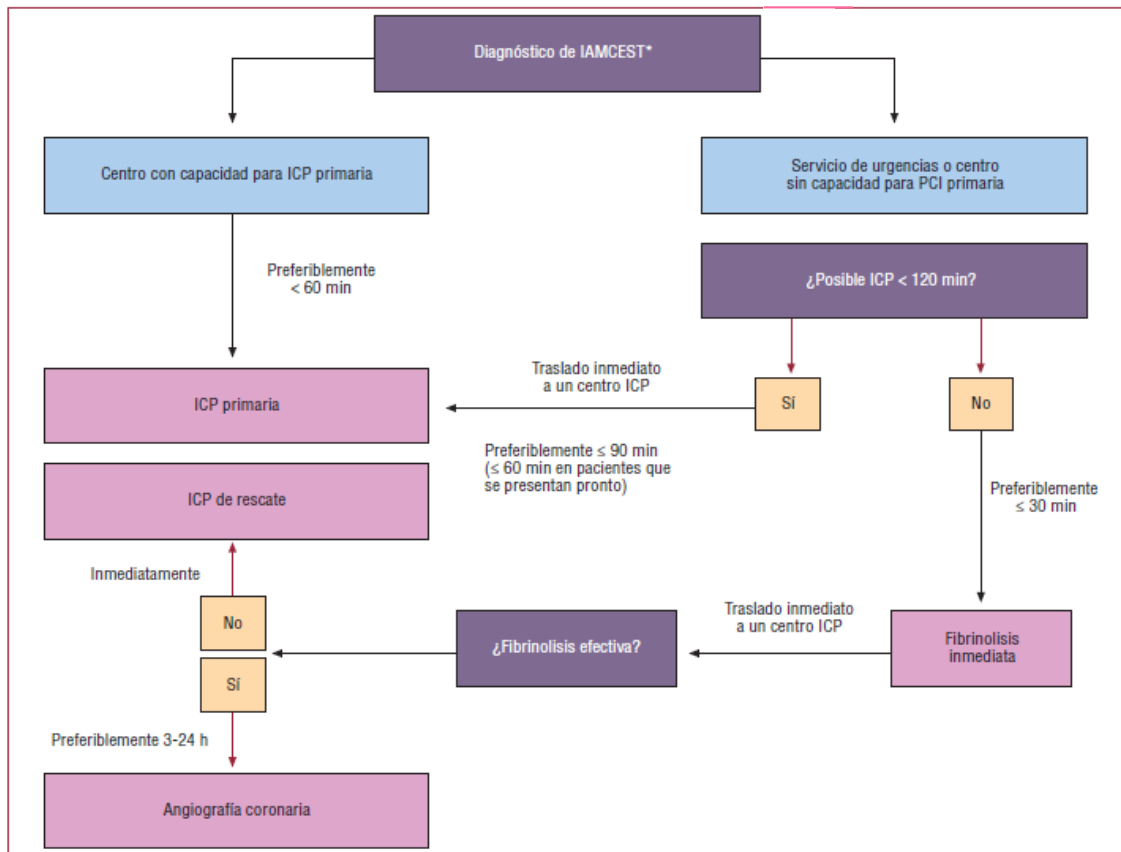 Diagnóstico de IAMCEST*
Centro con capacidad para ICP primaria
Servicio de urgencias o centro
sin capacidad para PCI primaria
Preferiblemente
< 60 min
¿Posible ICP < 120 min?
Traslado inmediato
a un centro ICP
ICP primaria
Sí
No
Preferiblemente ≤ 90 min
(≤ 60 min en pacientes que
se presentan pronto)
ICP de rescate
Preferiblemente
≤ 30 min
Inmediatamente
No
Traslado inmediato
a un centro ICP
¿Fibrinolisis efectiva?
Fibrinolisis
inmediata
Sí
Preferiblemente 3-24 h
Angiografía coronaria